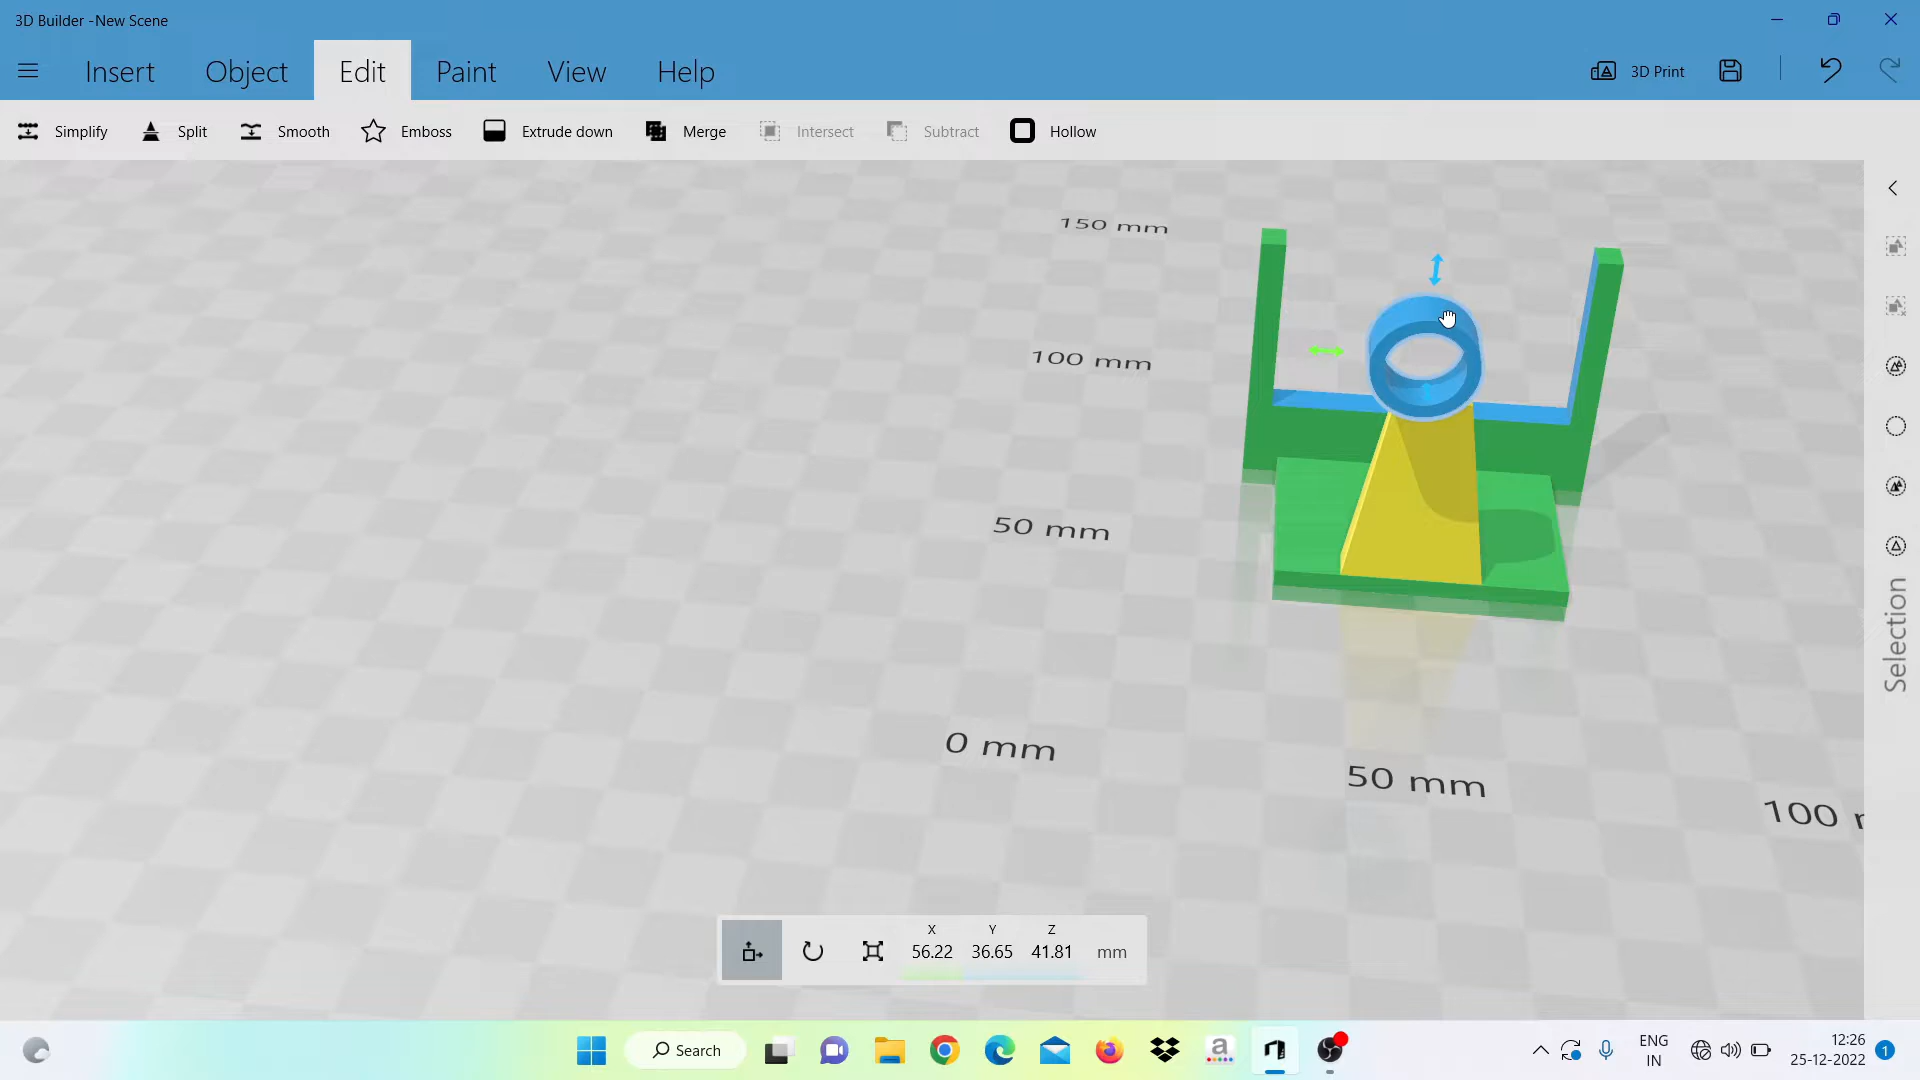 3D Builder -New Scene
Insert Object Edit Paint View Help 3D Print
Simplify Split Smooth Emboss Extrude down Merge Intersect Subtract Hollow
150 mm
100 mm
50 mm
0 mm
50 mm
100
Selection
X Y Z
56.22 36.65 41.81 mm
Search
ENG
IN
12:26
25-12-2022
1